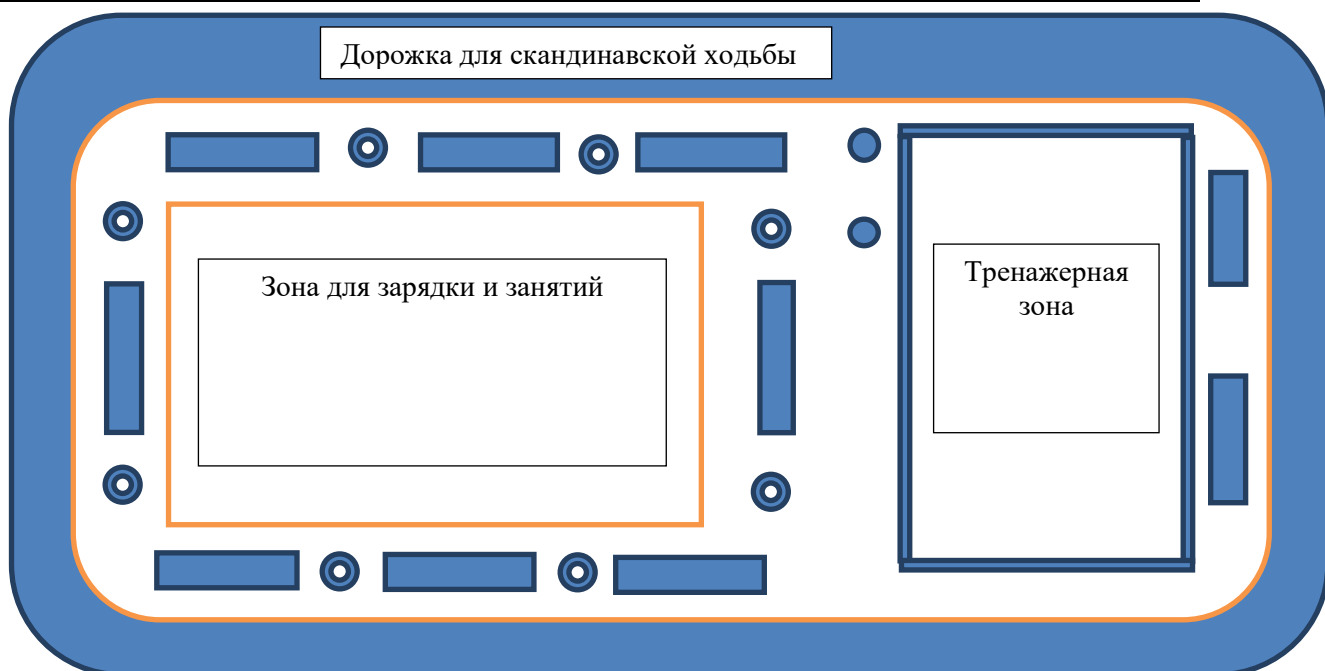 Дорожка для скандинавской ходьбы
Зона для зарядки и занятий
Тренажерная
зона